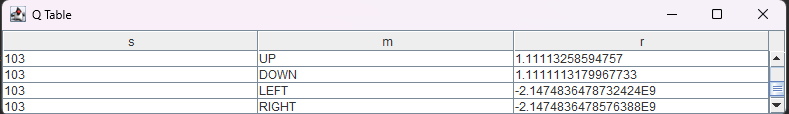 Q Table
s m r
103 UP 1.11113258594757
103 DOWN 1.1111113179967733
103 LEFT -2.1474836478732424E9
103 RIGHT -2.1474836478576388E9